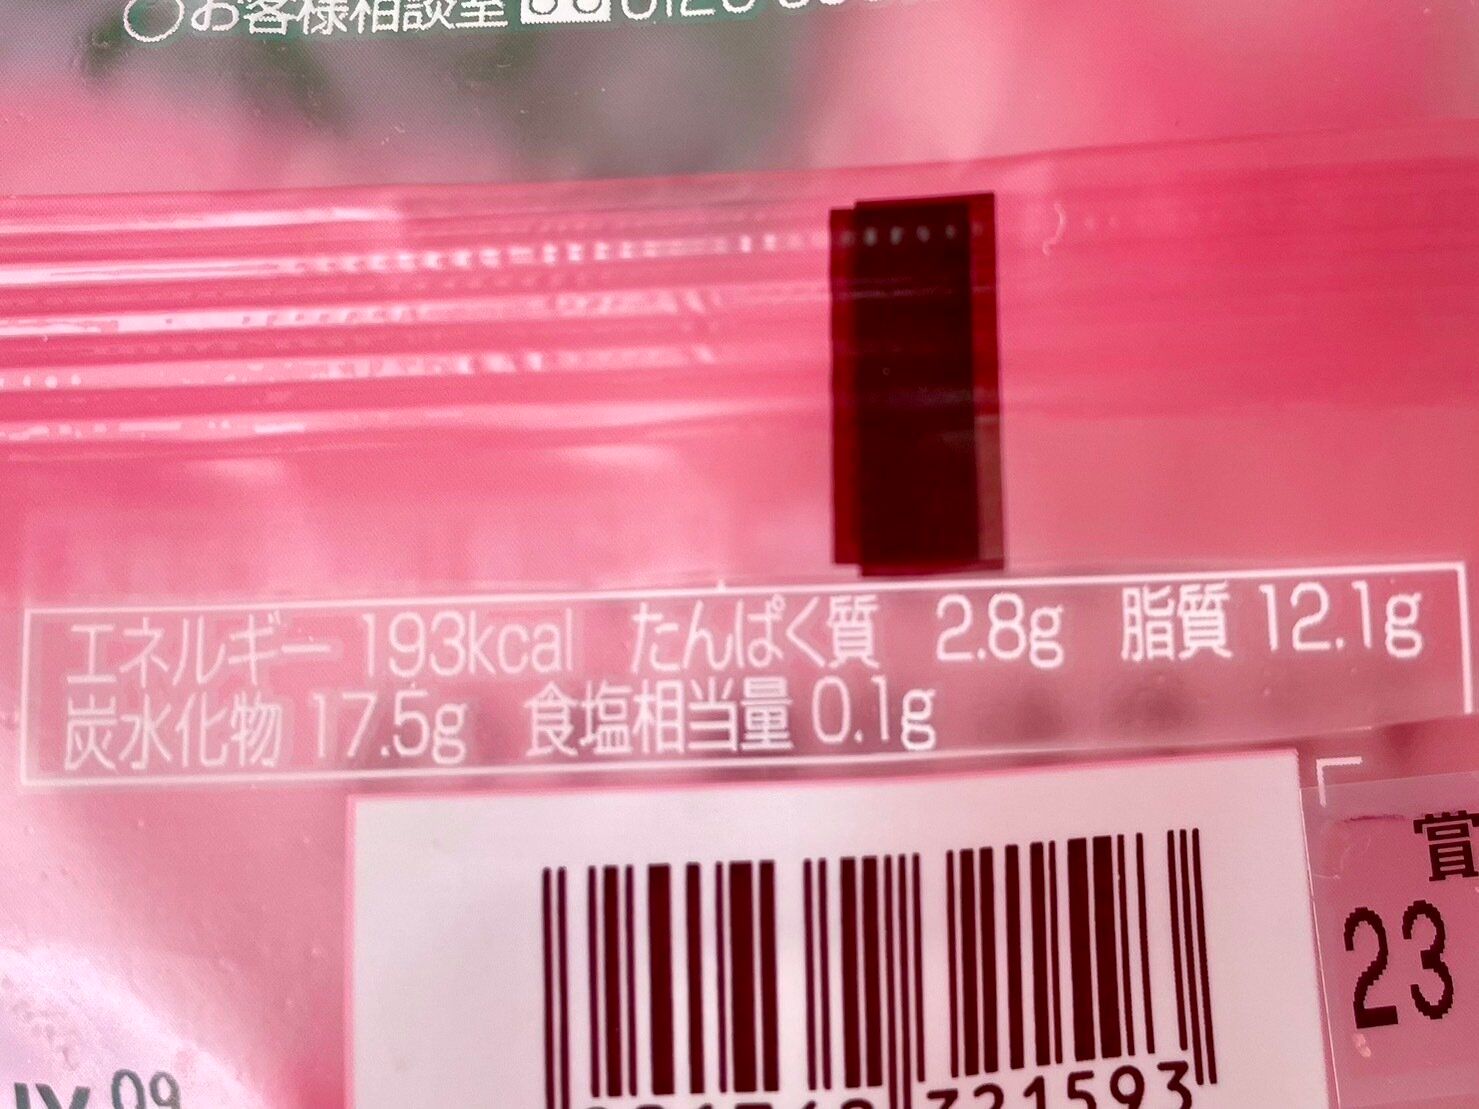 ○お客様相談室
エネルギー 193kcal たんぱく質 2.8g 脂質 12.1g
炭水化物 17.5g 食塩相当量 0.1g
賞
23
321593
09